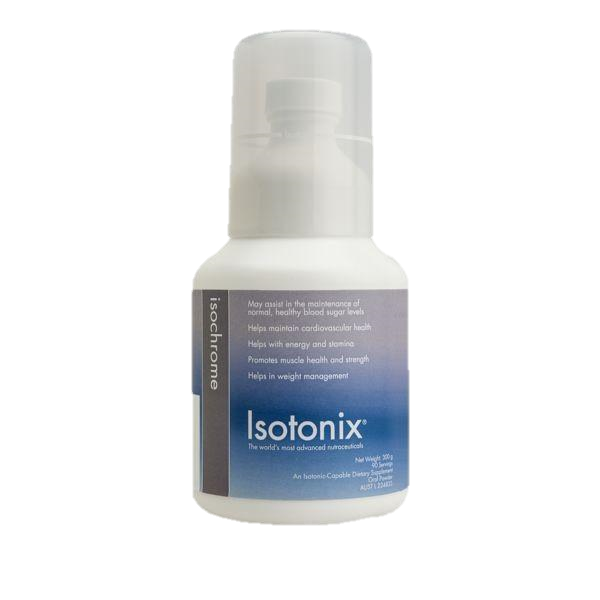 isotonix
isochrome
May assist in the maintenance of
normal, healthy blood sugar levels
Helps maintain cardiovascular health
Helps with energy and stamina
Promotes muscle health and strength
Helps in weight management
Isotonix®
The world's most advanced nutraceuticals
Net Weight: 300 g
90 Servings
An Isotonic-Capable Dietary Supplement
Oral Powder
AUST L